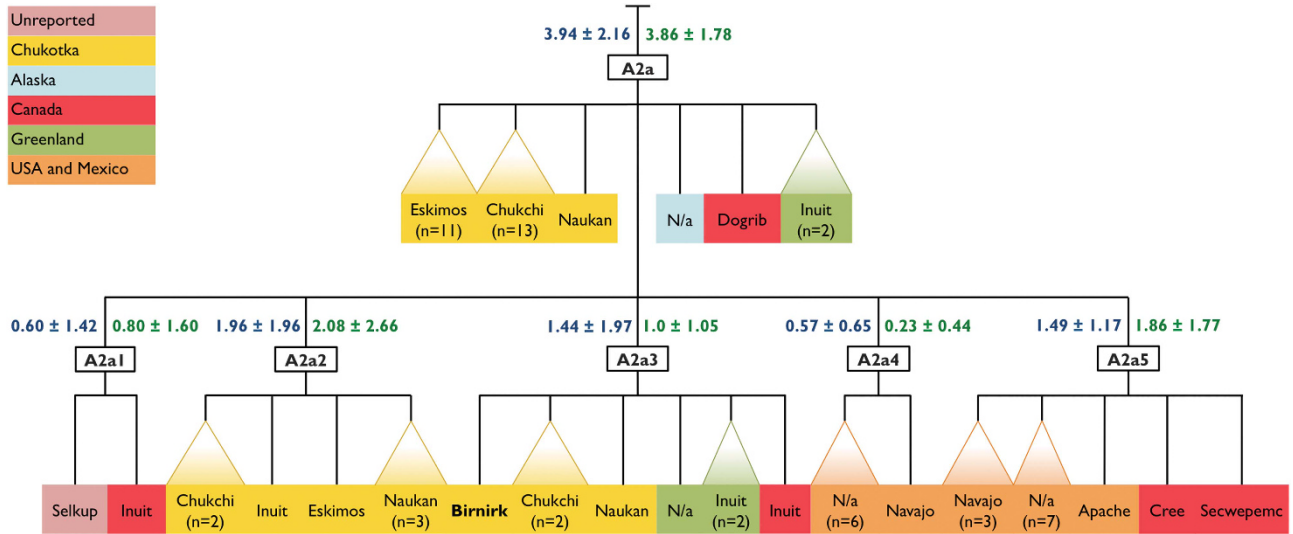 Unreported
Chukotka
Alaska
Canada
Greenland
USA and Mexico
3.94 ± 2.16 3.86 ± 1.78
A2a
Eskimos
(n=11)
Chukchi
(n=13)
Naukan
N/a
Dogrib
Inuit
(n=2)
0.60 ± 1.42 0.80 ± 1.60 1.96 ± 1.96 2.08 ± 2.66 1.44 ± 1.97 1.0 ± 1.05 0.57 ± 0.65 0.23 ± 0.44 1.49 ± 1.17 1.86 ± 1.77
A2a1 A2a2 A2a3 A2a4 A2a5
Selkup
Inuit
Chukchi
(n=2)
Inuit
Eskimos
Naukan
(n=3)
Birnirk
Chukchi
(n=2)
Naukan
N/a
Inuit
(n=2)
Inuit
N/a
(n=6)
Navajo
Navajo
(n=3)
N/a
(n=7)
Apache
Cree
Secwepemc